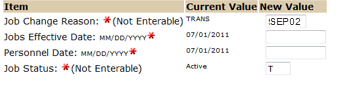 Item Current Value New Value
Job Change Reason: *(Not Enterable) TRANS !SEP02
Jobs Effective Date: MM/DD/YYYY* 07/01/2011
Personnel Date: MM/DD/YYYY* 07/01/2011
Job Status: *(Not Enterable) Active T